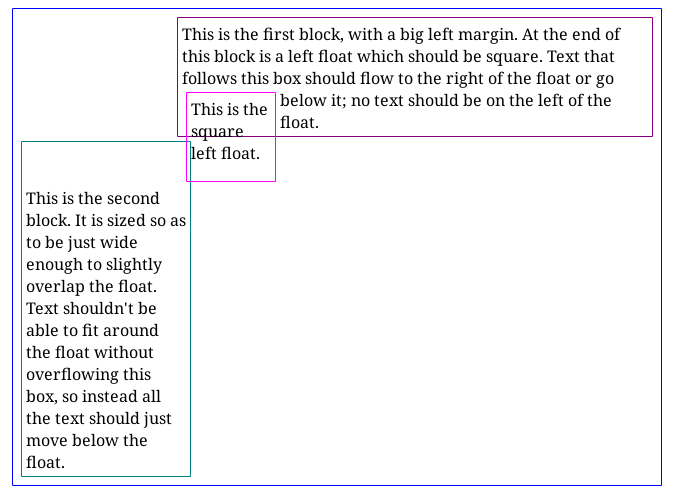 This is the first block, with a big left margin. At the end of
this block is a left float which should be square. Text that
follows this box should flow to the right of the float or go
below it; no text should be on the left of the
float.
This is the
square
left float.
This is the second
block. It is sized so as
to be just wide
enough to slightly
overlap the float.
Text shouldn't be
able to fit around
the float without
overflowing this
box, so instead all
the text should just
move below the
float.